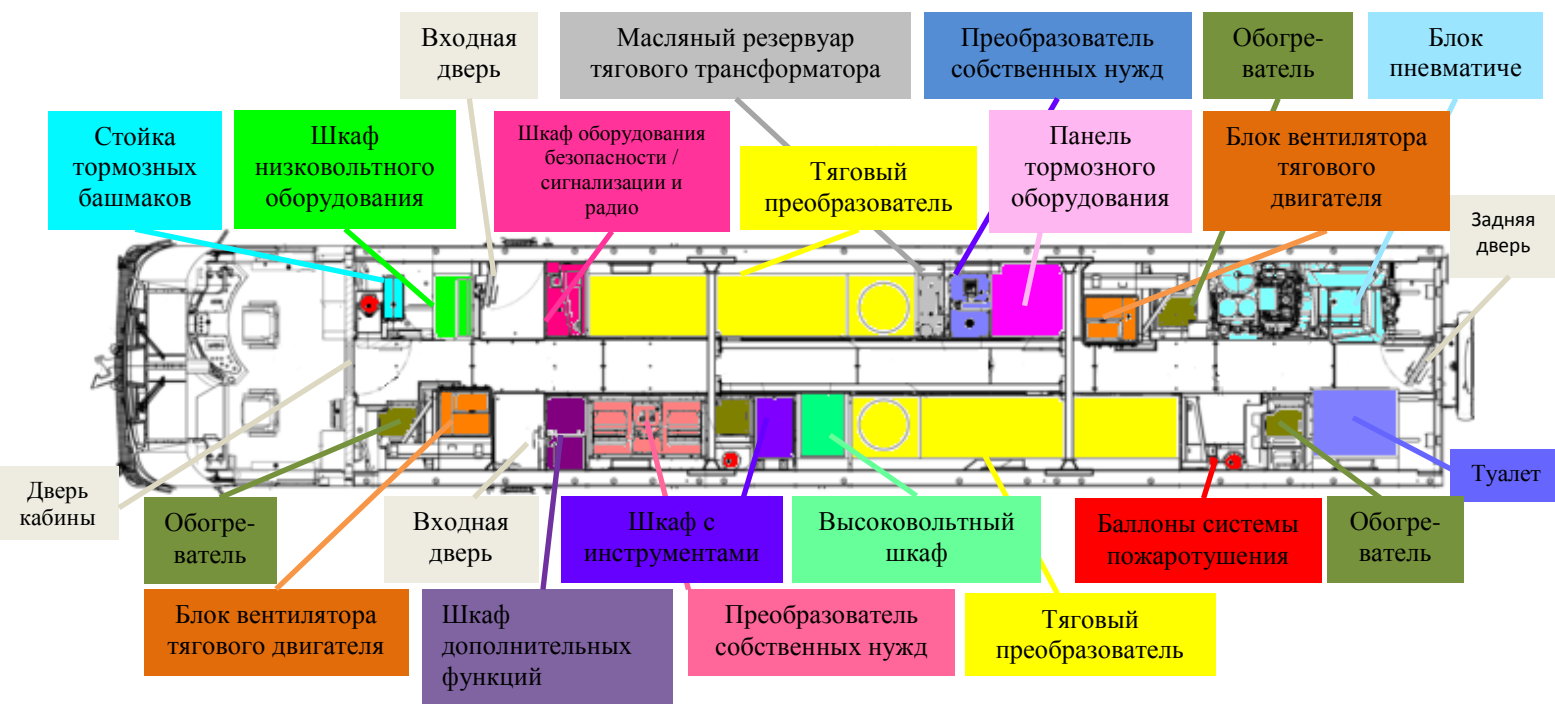 Входная
дверь
Масляный резервуар
тягового трансформатора
Преобразователь
собственных нужд
Обогре-
ватель
Блок
пневматиче
Стойка
тормозных
башмаков
Шкаф
низковольтного
оборудования
Шкаф оборудования
безопасности /
сигнализации и
радио
Тяговый
преобразователь
Панель
тормозного
оборудования
Блок вентилятора
тягового
двигателя
Задняя
дверь
Дверь
кабины
Обогре-
ватель
Входная
дверь
Шкаф с
инструментами
Высоковольтный
шкаф
Баллоны системы
пожаротушения
Обогре-
ватель
Туалет
Блок вентилятора
тягового двигателя
Шкаф
дополнительных
функций
Преобразователь
собственных нужд
Тяговый
преобразователь